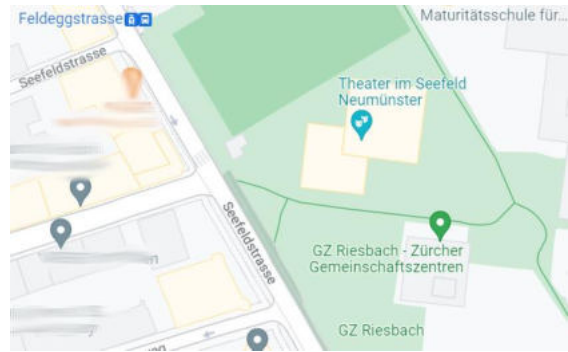 Feldeggstrasse
Maturitätsschule für...
Seefeldstrasse
Theater im Seefeld
Neumünster
Seefeldstrasse
GZ Riesbach - Zürcher
Gemeinschaftszentren
GZ Riesbach